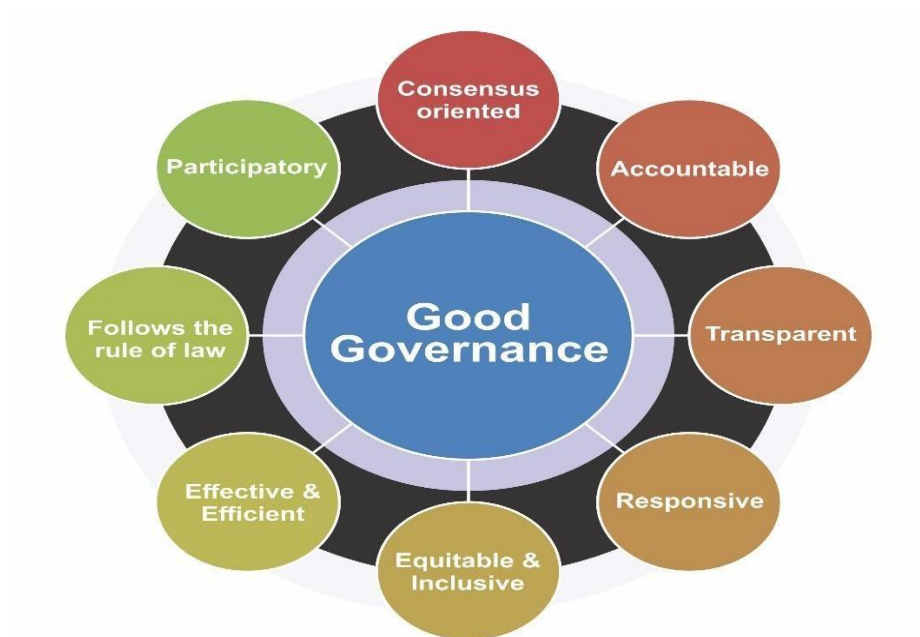 Consensus
oriented
Participatory
Accountable
Follows the
rule of law
Good
Governance
Transparent
Effective &
Efficient
Responsive
Equitable &
Inclusive